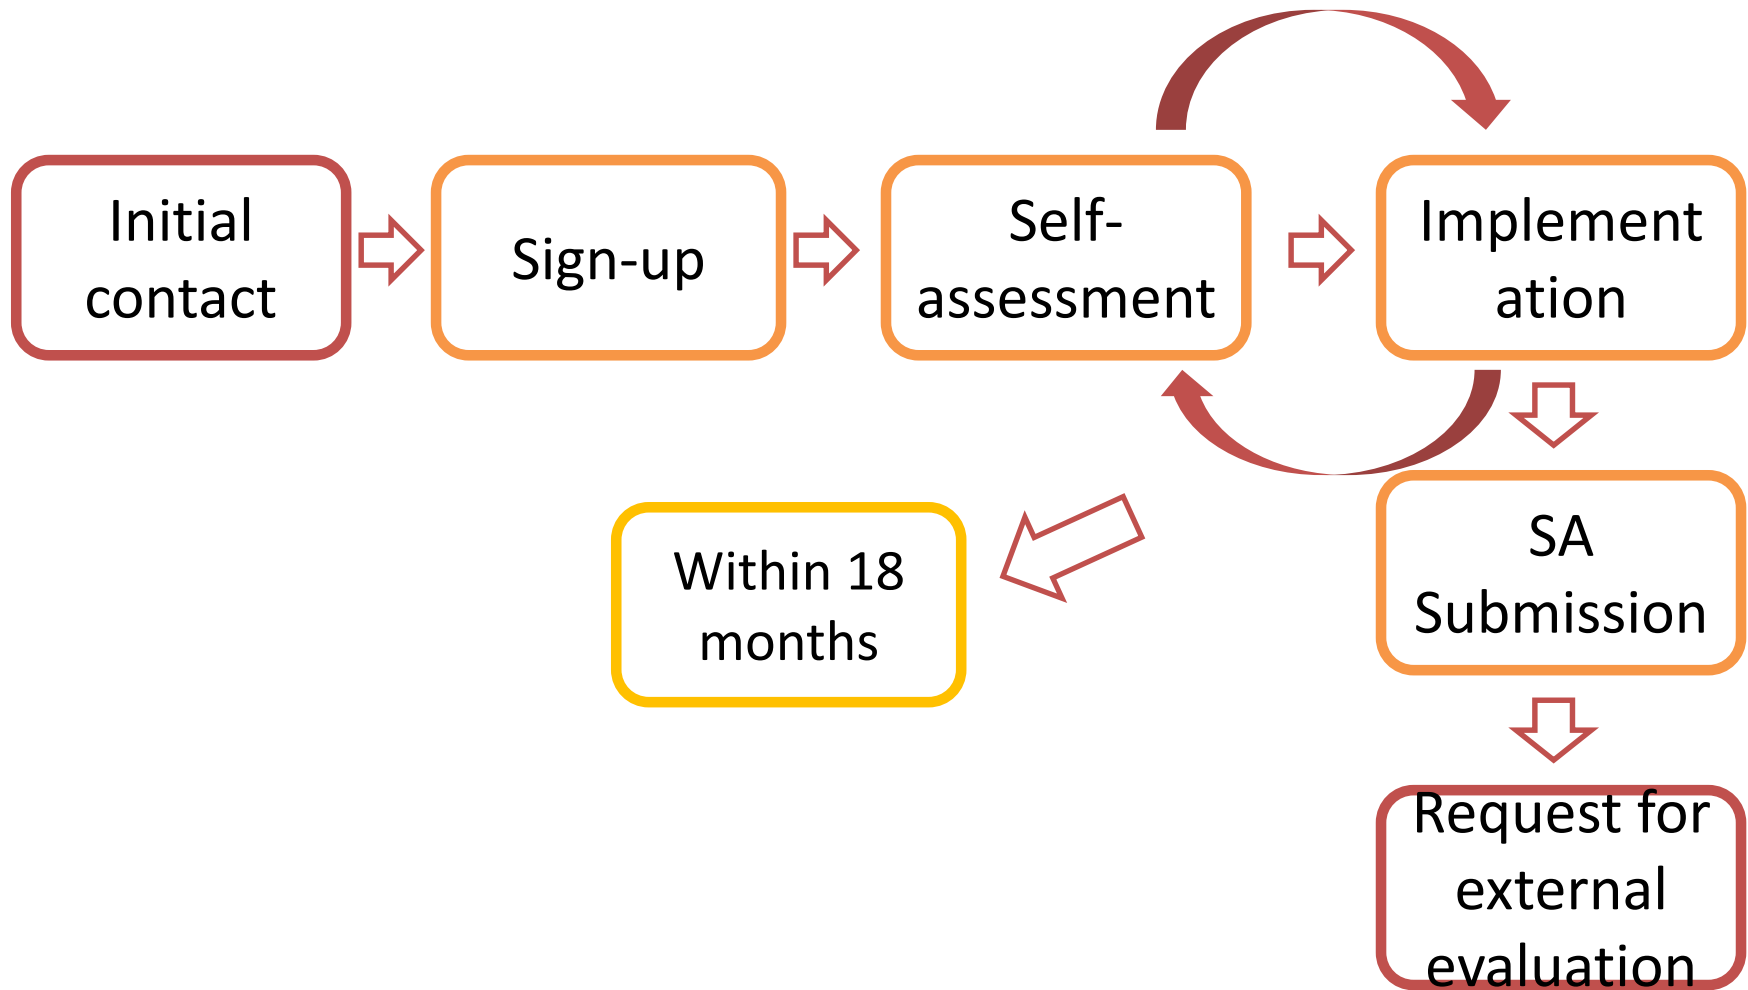 Initial
contact
Sign-up
Self-
assessment
Implement
ation
Within 18
months
SA
Submission
Request for
external
evaluation